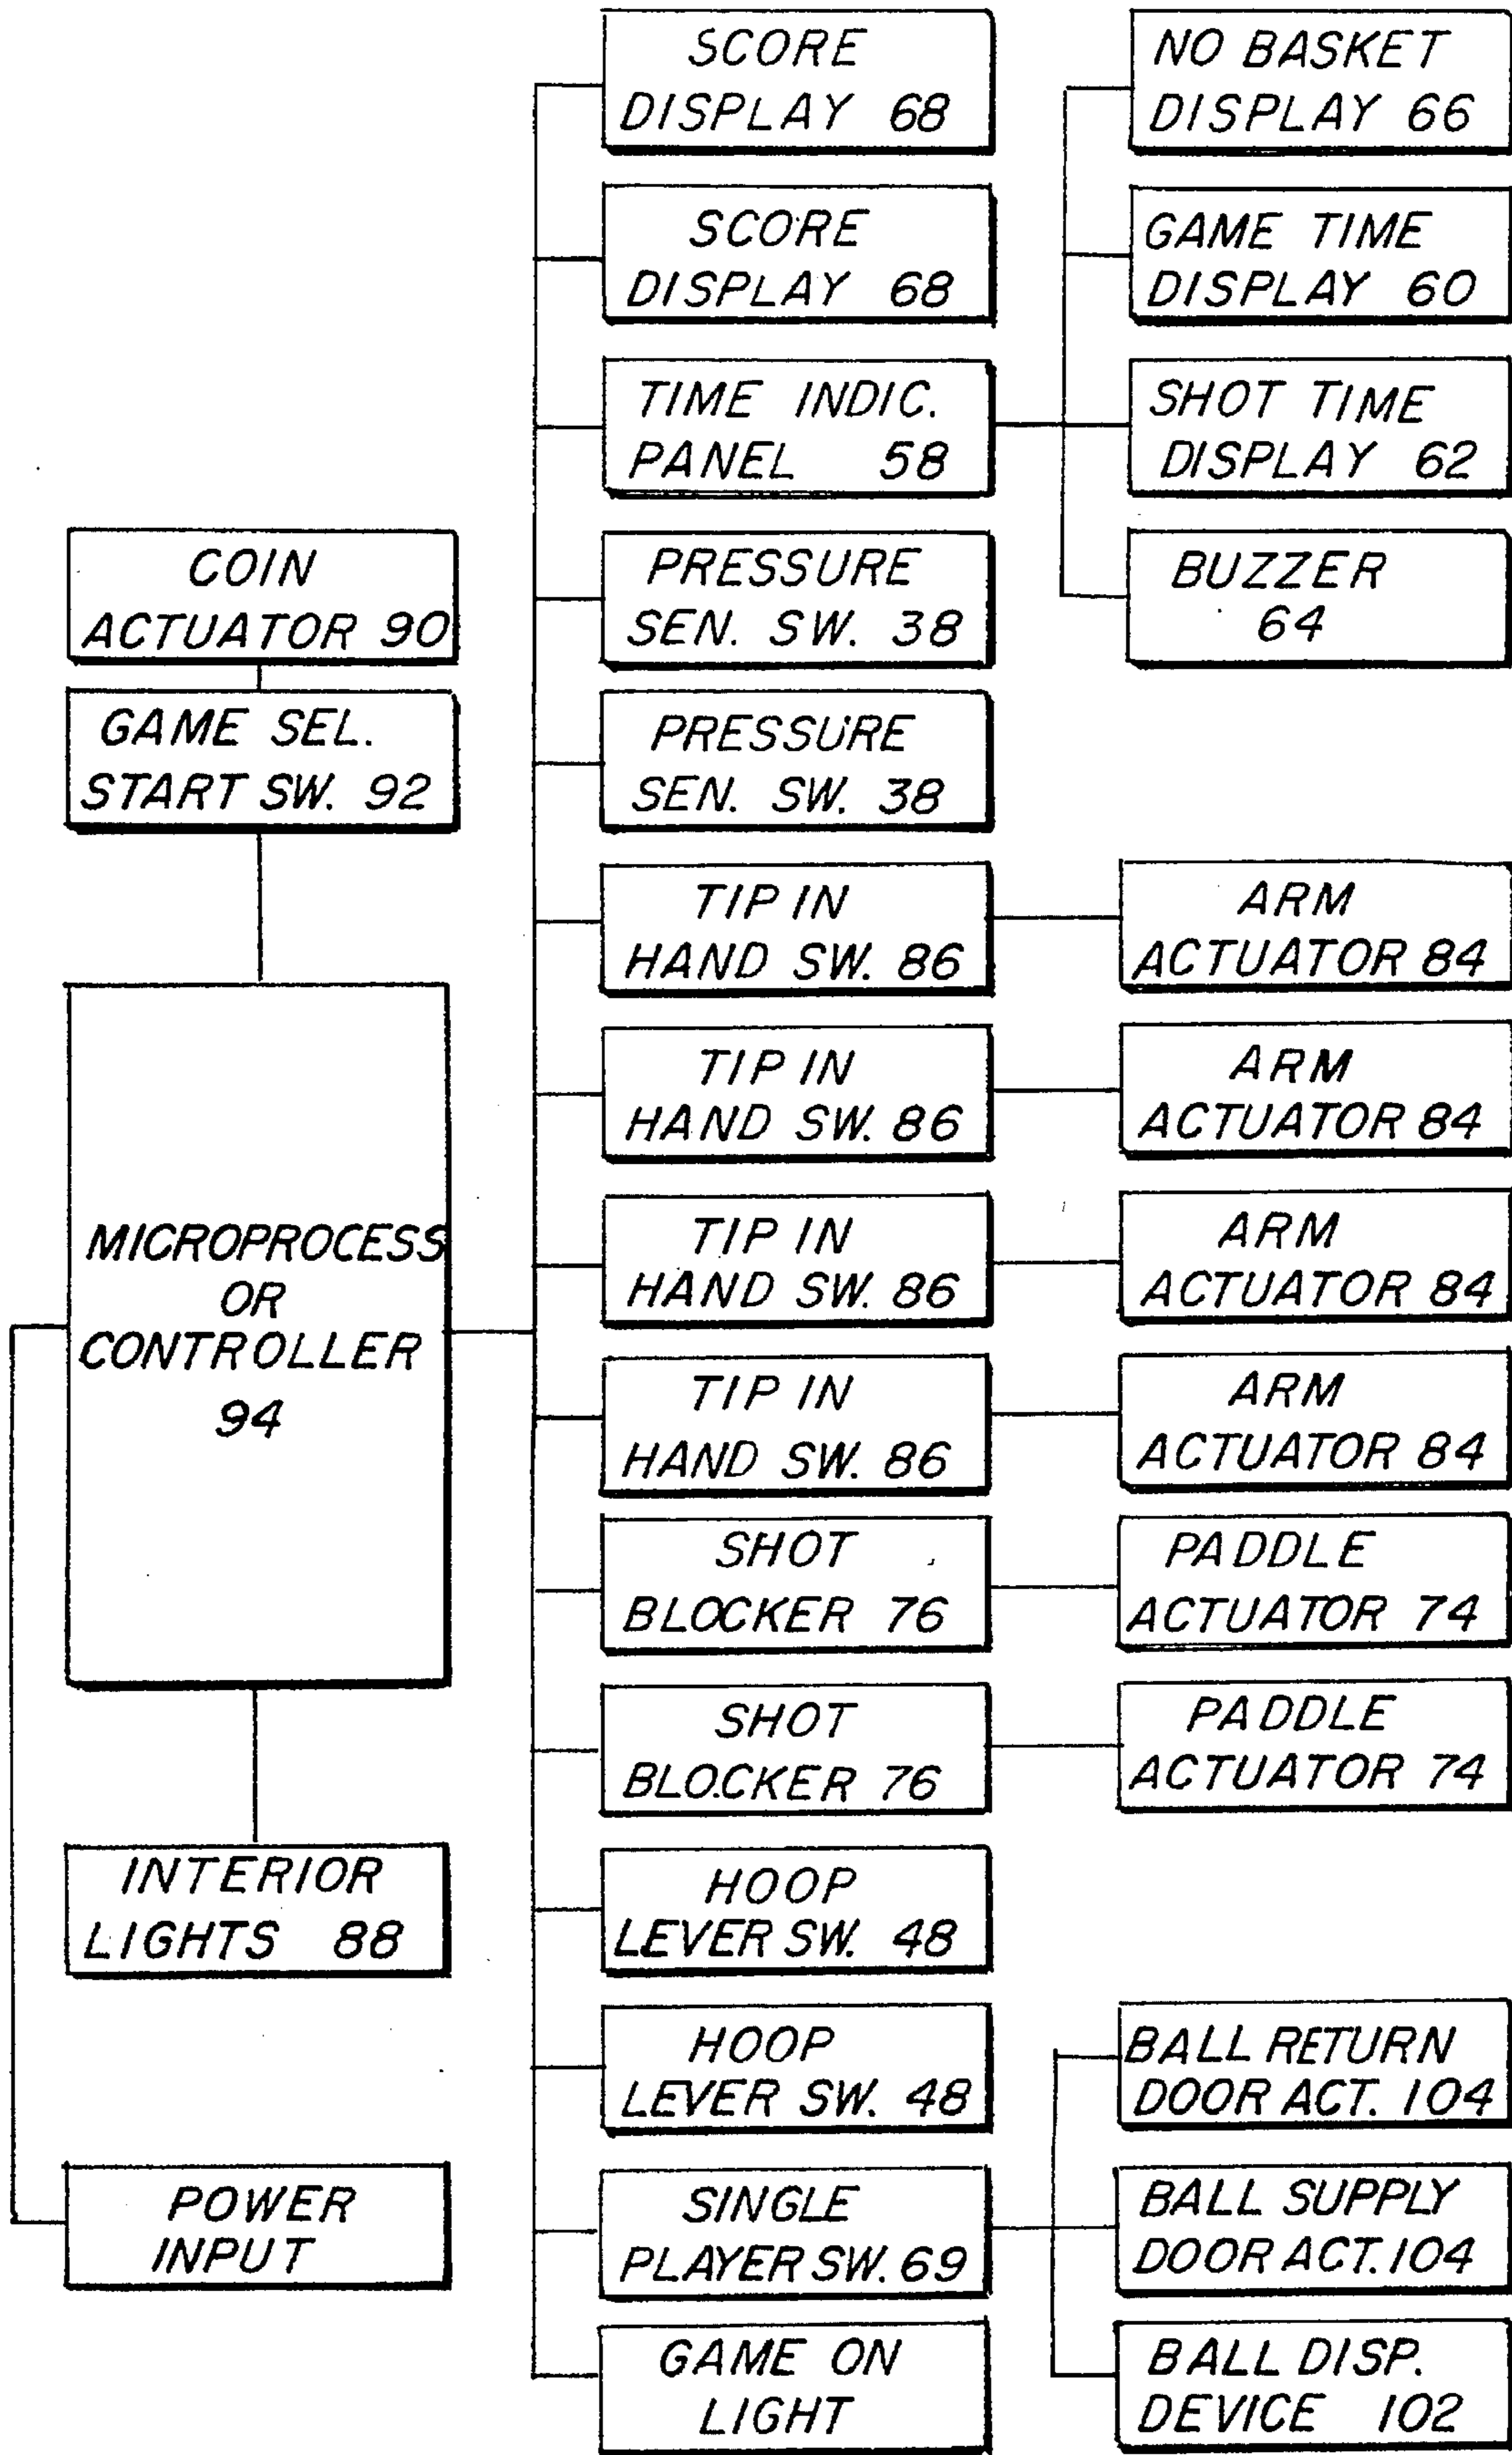 COIN
ACTUATOR 90
GAME SEL.
START SW. 92
MICROPROCESS
OR
CONTROLLER
94
INTERIOR
LIGHTS 88
POWER
INPUT
SCORE
DISPLAY 68
SCORE
DISPLAY 68
TIME INDIC.
PANEL 58
PRESSURE
SEN. SW. 38
PRESSURE
SEN. SW. 38
TIP IN
HAND SW. 86
TIP IN
HAND SW. 86
TIP IN
HAND SW. 86
TIP IN
HAND SW. 86
SHOT
BLOCKER 76
SHOT
BLOCKER 76
HOOP
LEVER SW. 48
HOOP
LEVER SW. 48
SINGLE
PLAYER SW. 69
GAME ON
LIGHT
NO BASKET
DISPLAY 66
GAME TIME
DISPLAY 60
SHOT TIME
DISPLAY 62
BUZZER
64
ARM
ACTUATOR 84
ARM
ACTUATOR 84
ARM
ACTUATOR 84
ARM
ACTUATOR 84
PADDLE
ACTUATOR 74
PADDLE
ACTUATOR 74
BALL RETURN
DOOR ACT. 104
BALL SUPPLY
DOOR ACT. 104
BALL DISP.
DEVICE 102